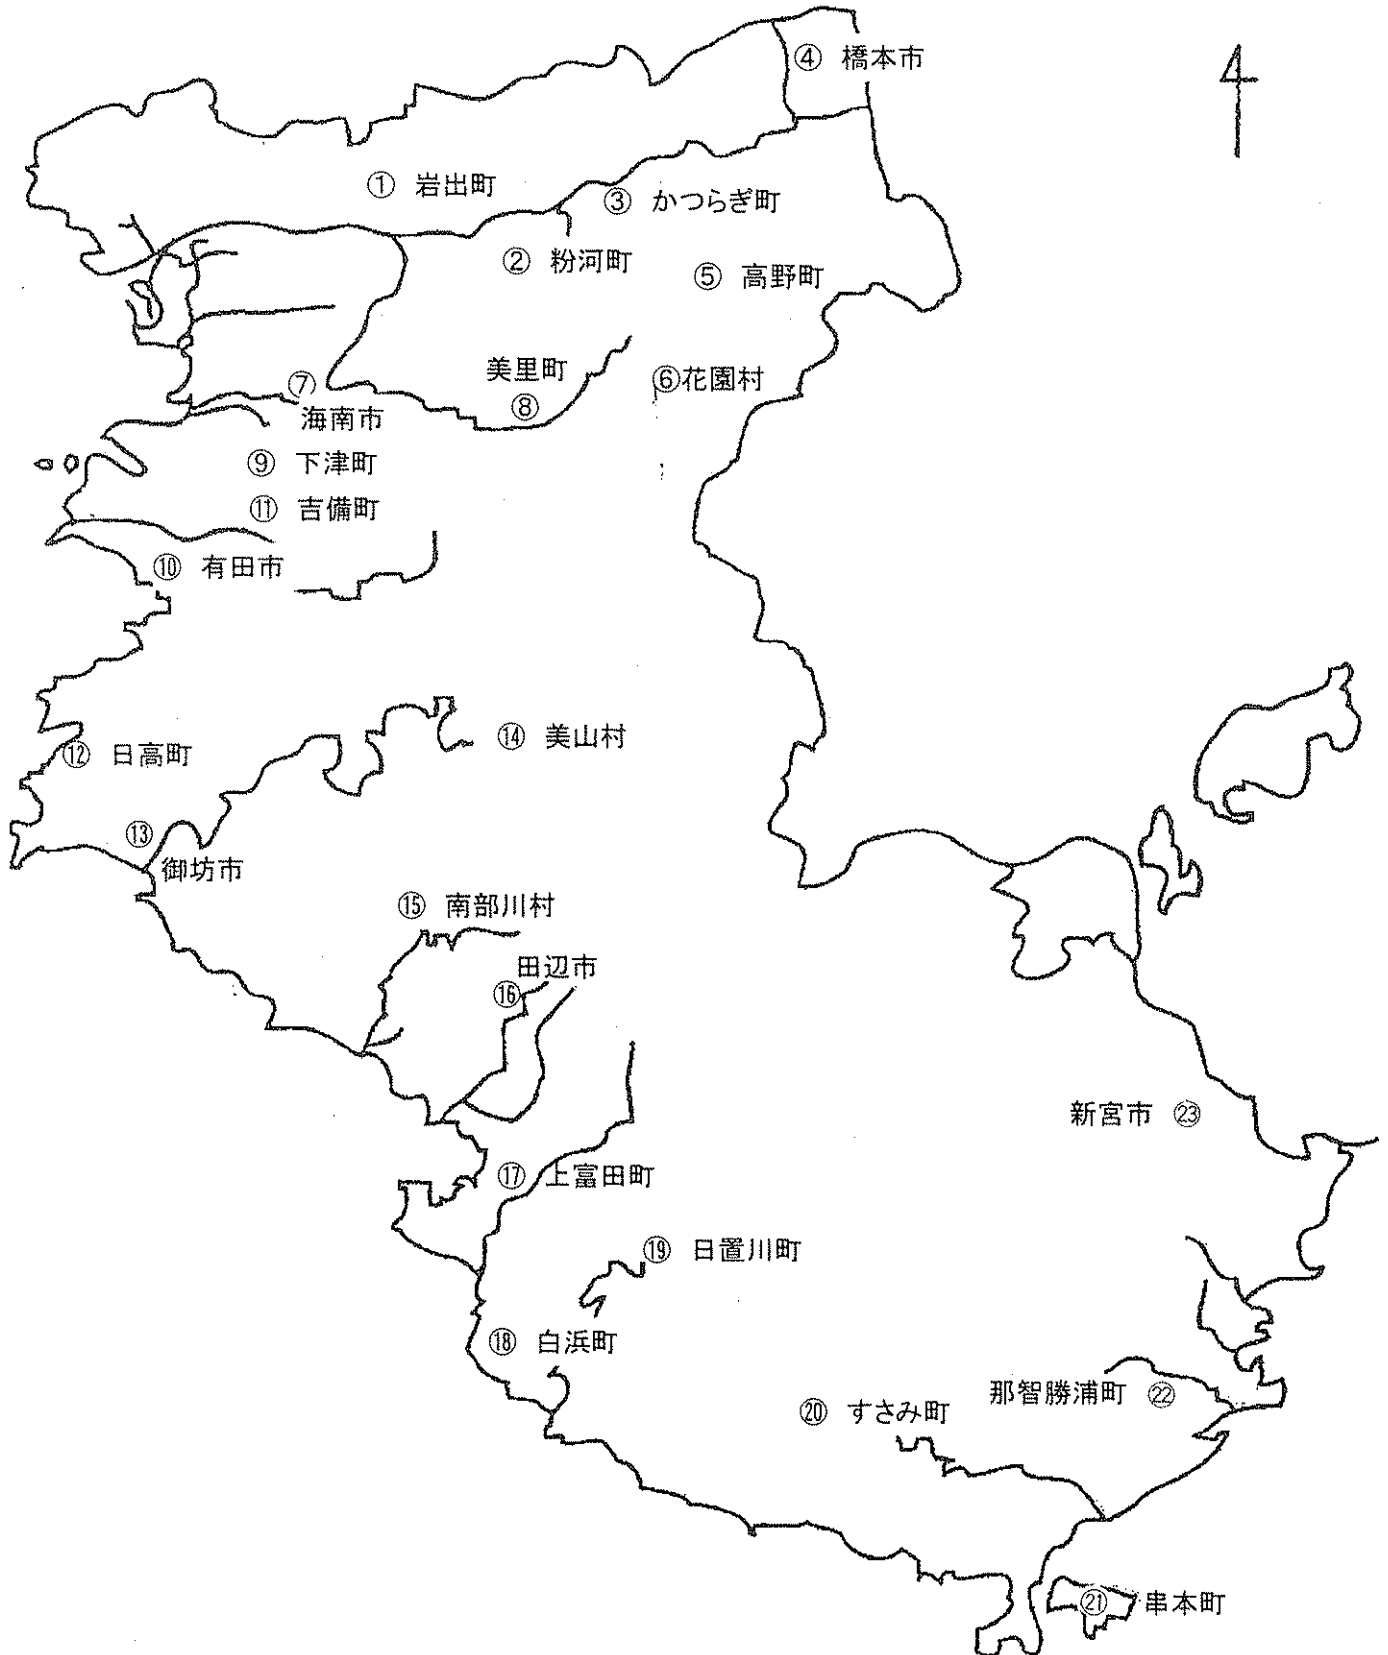 ④ 橋本市
① 岩出町
③ かつらぎ町
② 粉河町
⑤ 高野町
美里町
⑧
⑥花園村
⑦
海南市
⑨ 下津町
⑪ 吉備町
⑩ 有田市
⑭ 美山村
⑫ 日高町
⑬
御坊市
⑮ 南部川村
田辺市
⑯
新宮市 ㉓
⑰ 上富田町
⑲ 日置川町
⑱ 白浜町
那智勝浦町 ㉒
⑳ すさみ町
㉑ 串本町